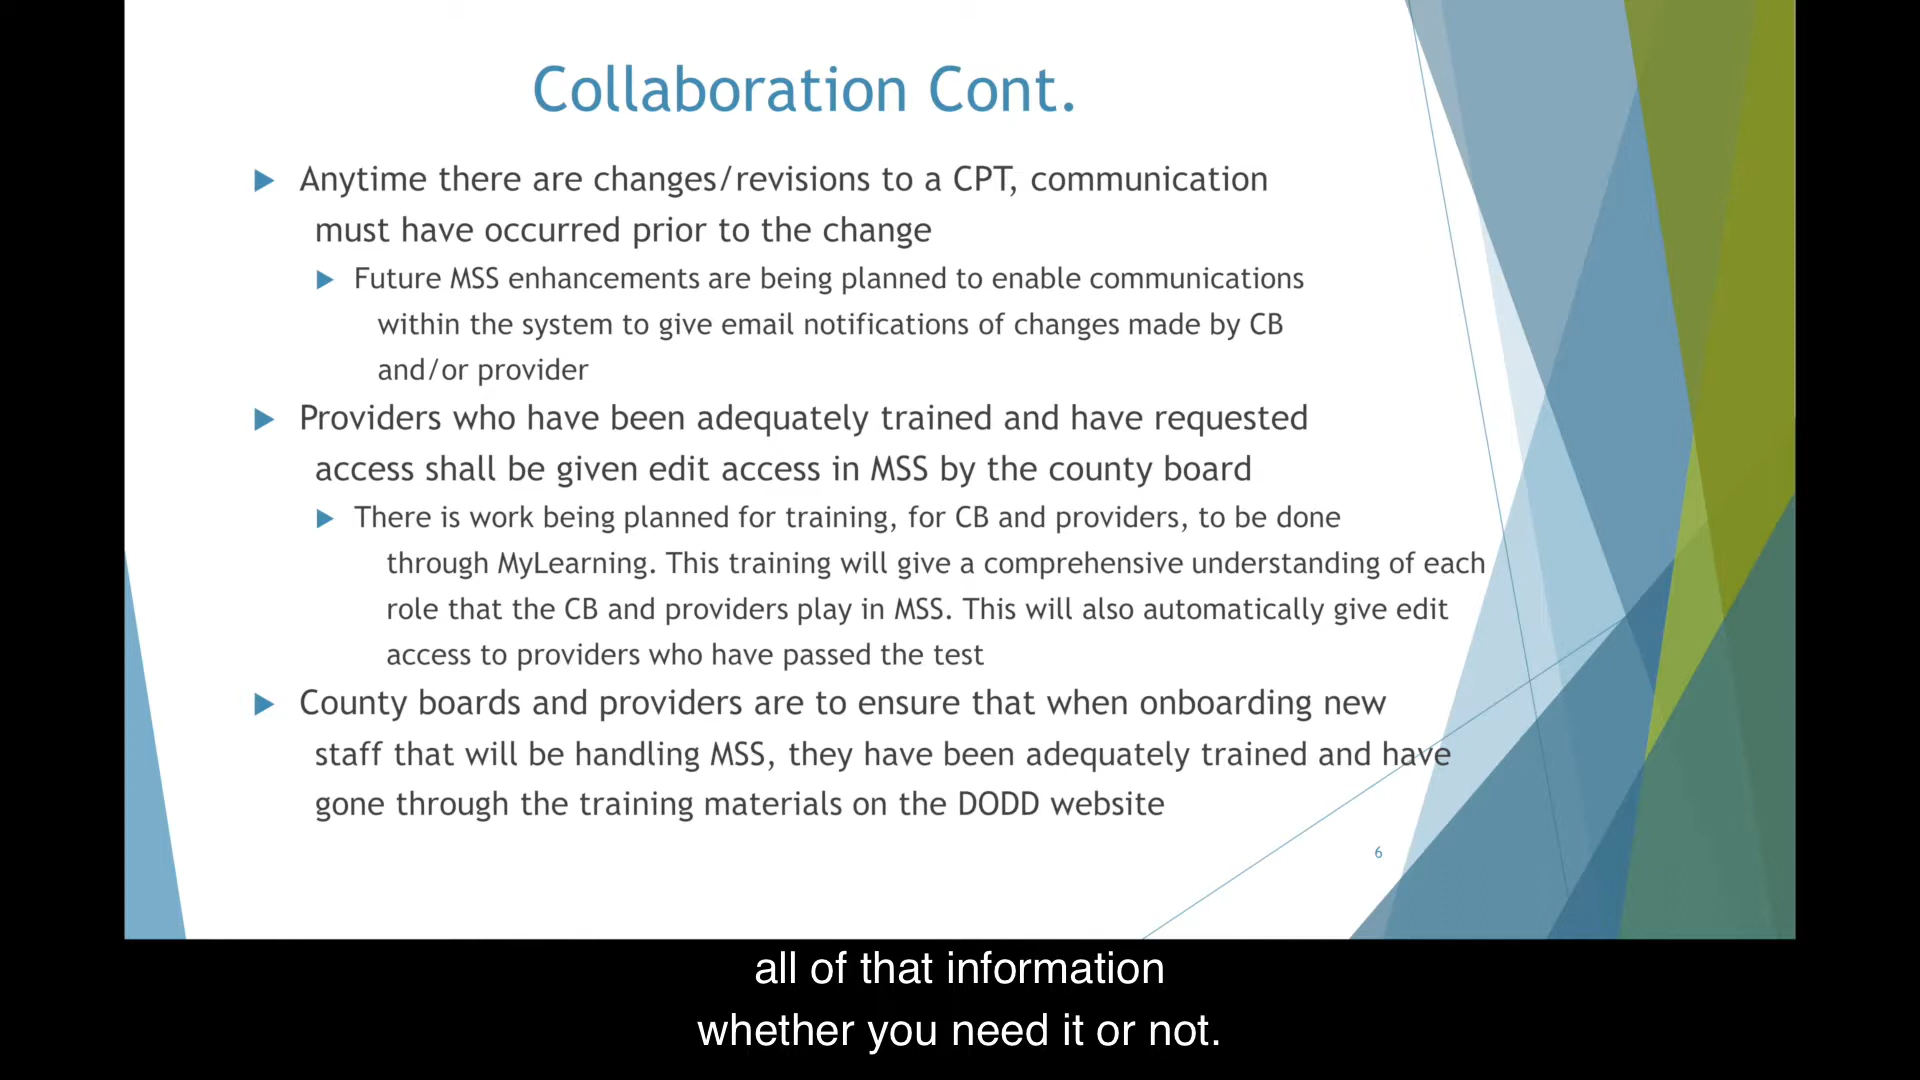 Collaboration Cont.
Anytime there are changes/revisions to a CPT, communication
must have occurred prior to the change
Future MSS enhancements are being planned to enable communications
within the system to give email notifications of changes made by CB
and/or provider
Providers who have been adequately trained and have requested
access shall be given edit access in MSS by the county board
There is work being planned for training, for CB and providers, to be done
through MyLearning. This training will give a comprehensive understanding of each
role that the CB and providers play in MSS. This will also automatically give edit
access to providers who have passed the test
County boards and providers are to ensure that when onboarding new
staff that will be handling MSS, they have been adequately trained and have
gone through the training materials on the DODD website
6
all of that information
whether you need it or not.